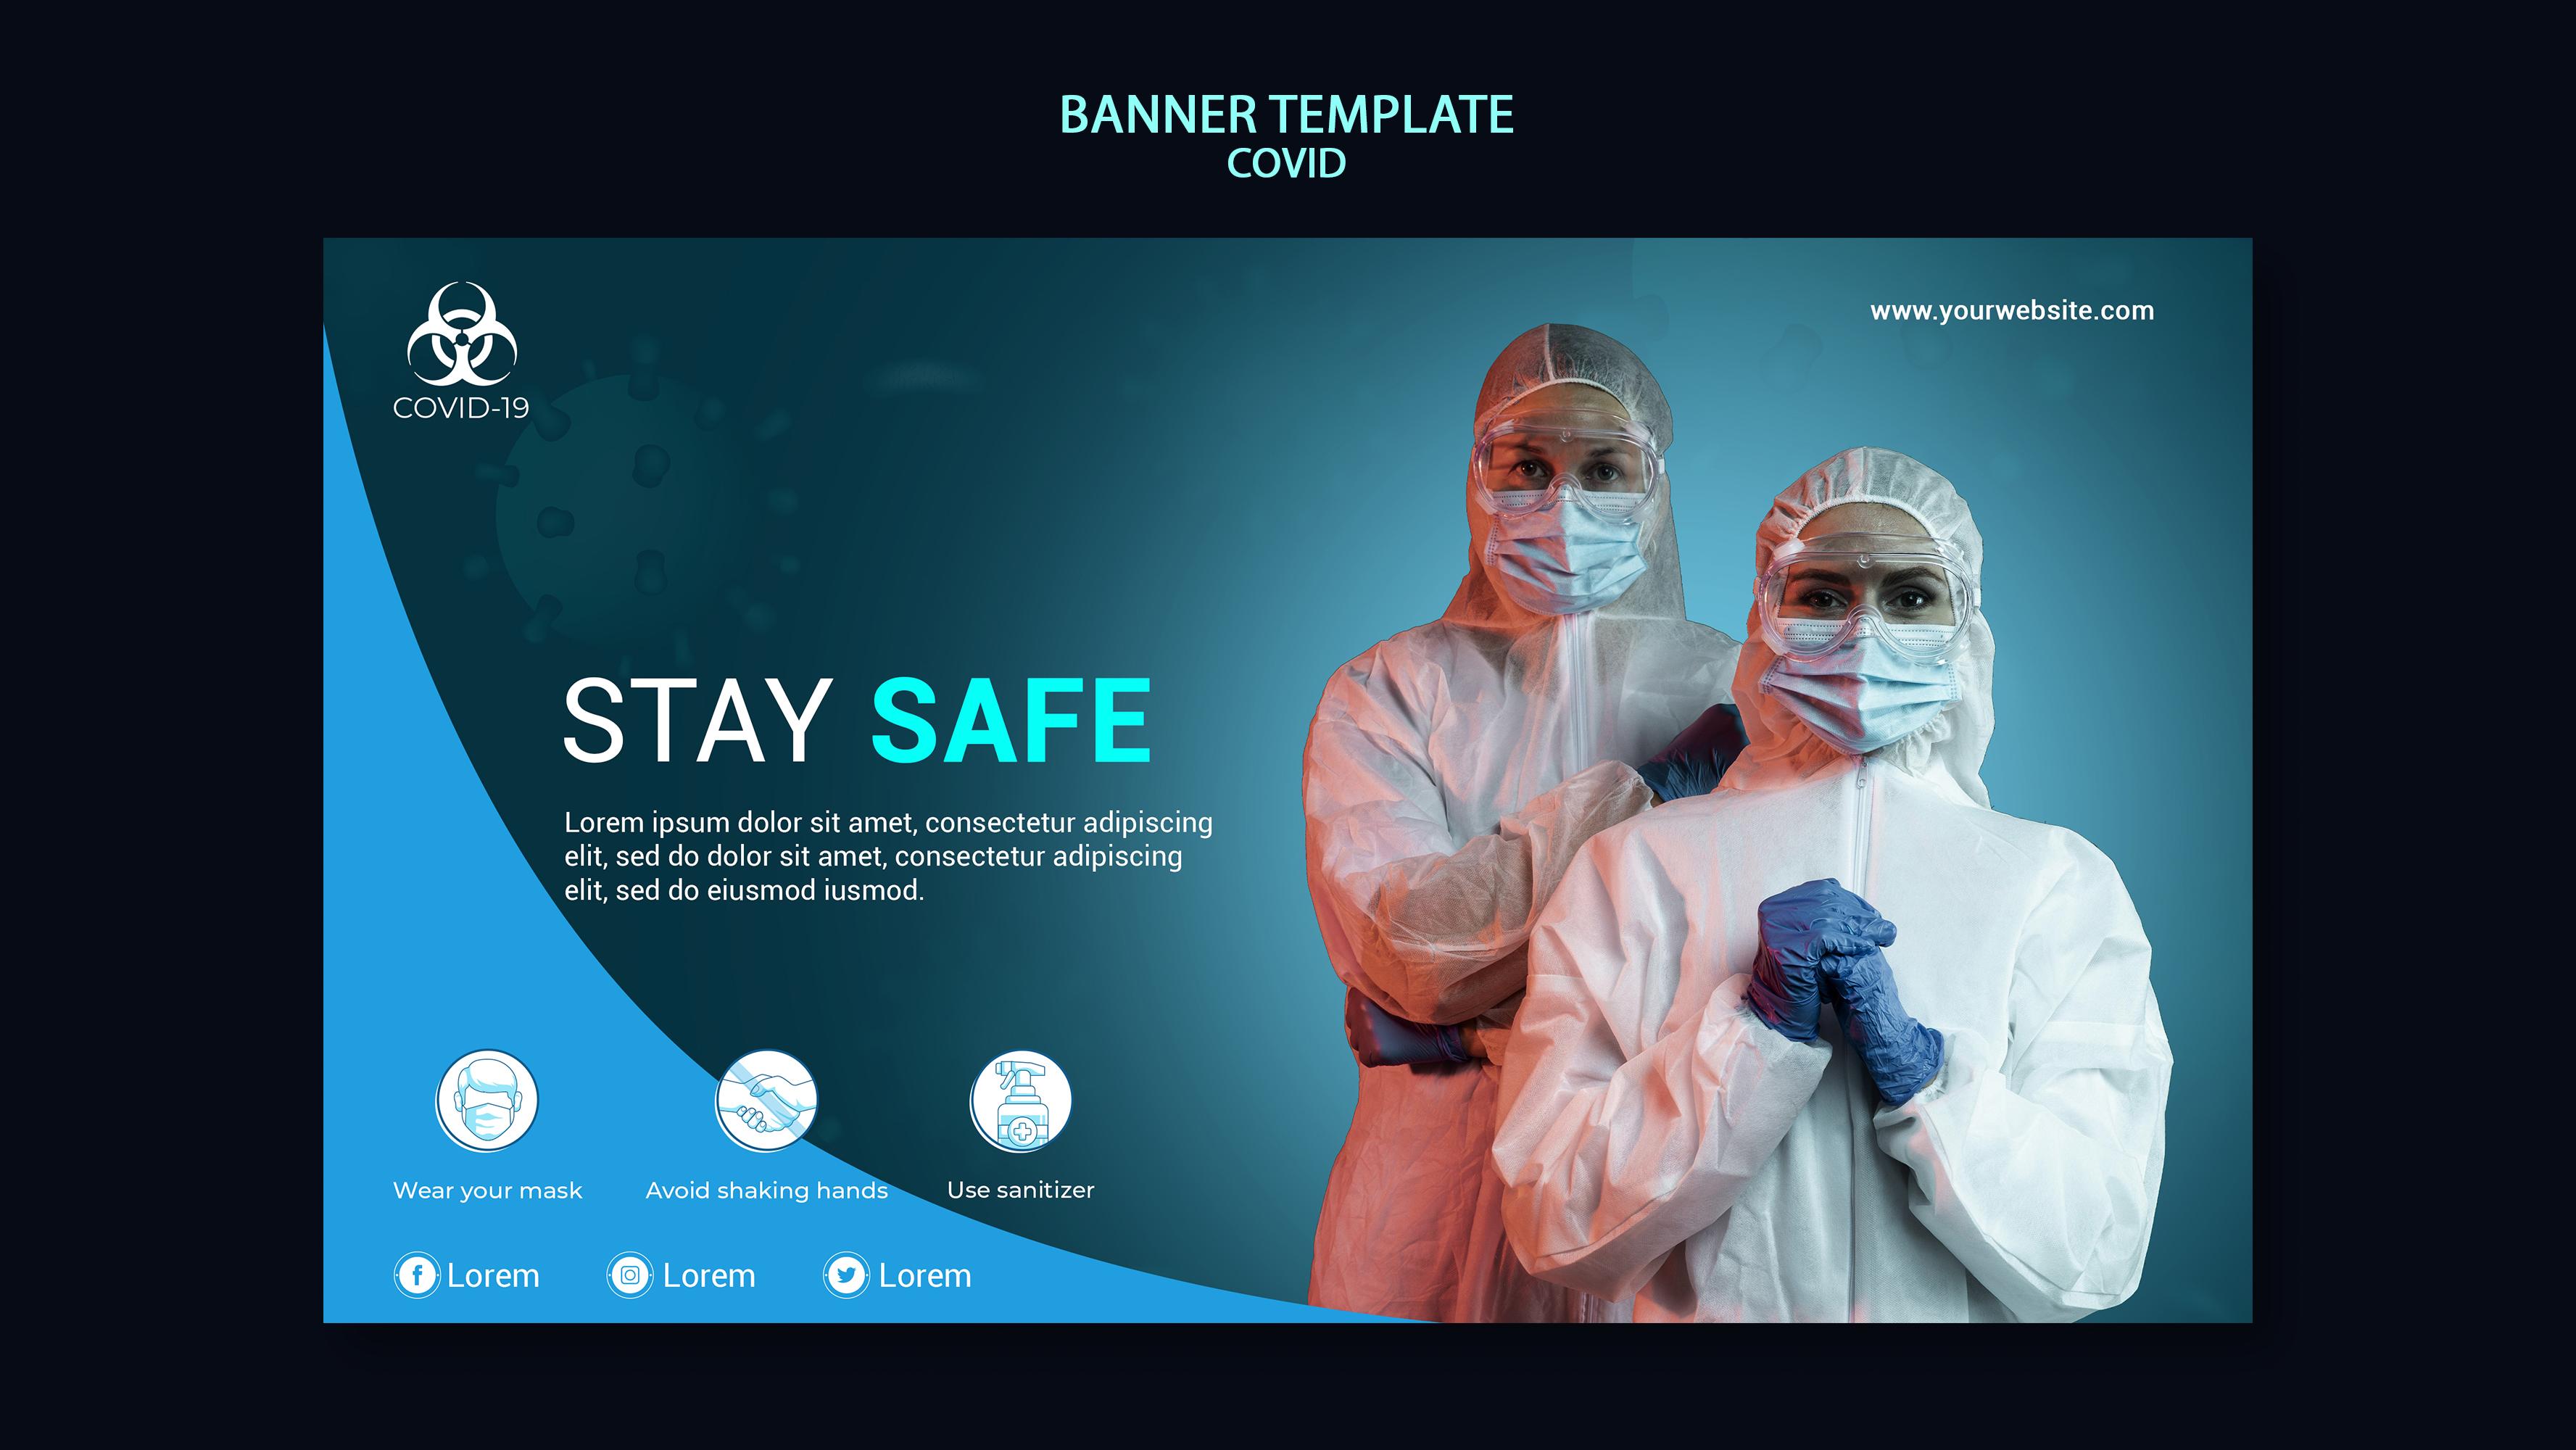 BANNER TEMPLATE
COVID
COVID-19
www.yourwebsite.com
STAY SAFE
Lorem ipsum dolor sit amet, consectetur adipiscing
elit, sed do dolor sit amet, consectetur adipiscing
elit, sed do eiusmod iusmod.
Wear your mask
Avoid shaking hands
Use sanitizer
Lorem
Lorem
Lorem